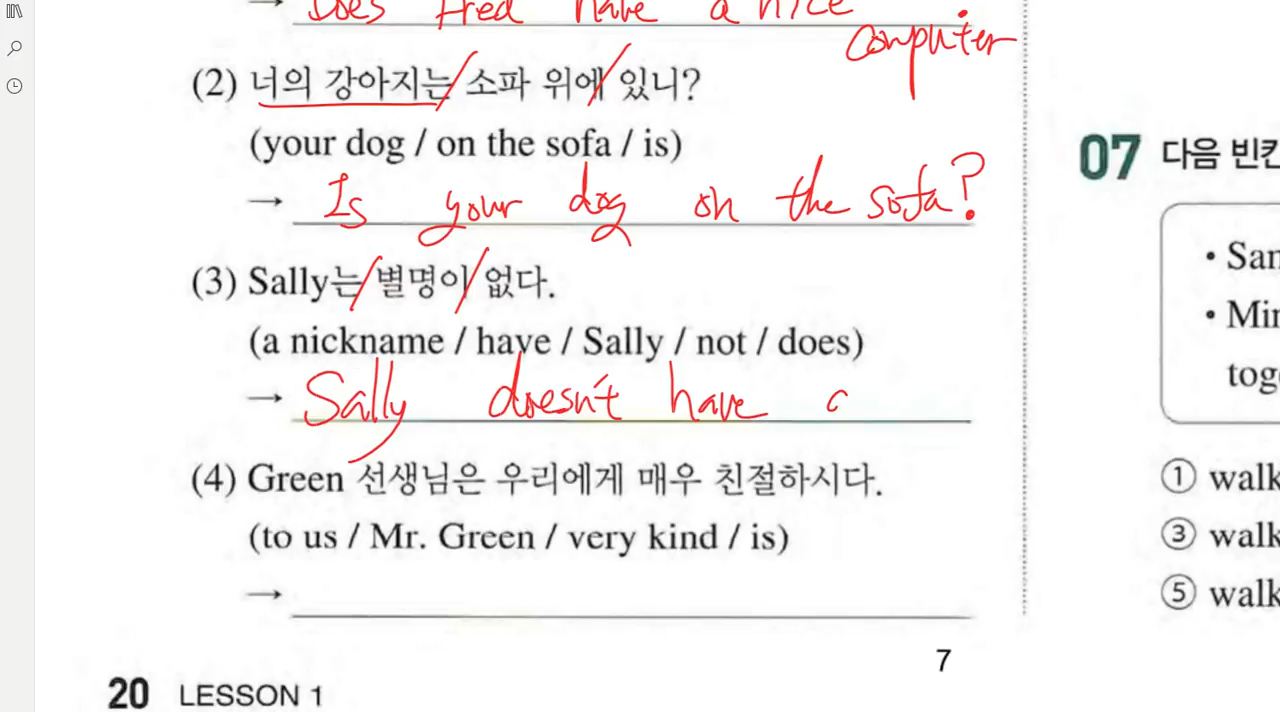 → Does Fred have a nice
computer
(2) 너의 강아지는 소파 위에 있니?
(your dog / on the sofa / is)
→ Is your dog on the sofa?
(3) Sally는 별명이 없다.
(a nickname / have / Sally / not / does)
→ Sally doesn't have a
(4) Green 선생님은 우리에게 매우 친절하시다.
(to us / Mr. Green / very kind / is)
→
7
20 LESSON 1
07 다음 빈칸
• San
• Min
toge
① walk
③ walk
⑤ walk